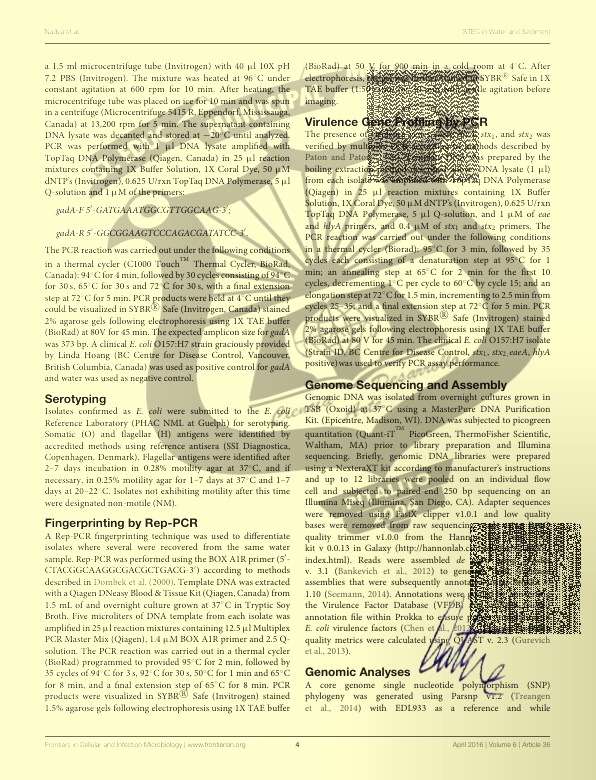 Nadya et al.
STEC in Water and Sediment
a 1.5 ml microcentrifuge tube (Invitrogen) with 40 µl 10X pH
7.2 PBS (Invitrogen). The mixture was heated at 96°C under
constant agitation at 600 rpm for 10 min. After heating, the
microcentrifuge tube was placed on ice for 10 min and was spun
in a centrifuge (Microcentrifuge 5415 R, Eppendorf, Mississauga,
Canada) at 13,200 rpm for 5 min. The supernatant containing
DNA lysate was decanted and stored at −20°C until analyzed.
PCR was performed with 1 µl DNA lysate amplified with
TopTaq DNA Polymerase (Qiagen, Canada) in 25 µl reaction
mixtures containing 1X Buffer Solution, 1X Coral Dye, 50 µM
dNTP's (Invitrogen), 0.625 U/rxn TopTaq DNA Polymerase, 5 µl
Q-solution and 1 µM of the primers:
gadA-F 5′-GATGAAATGGCGTTGGCAAG-3′;
gadA-R 5′-GGCGGAAGTCCCAGACGATATCC-3′.
The PCR reaction was carried out under the following conditions
in a thermal cycler (C1000 Touch™ Thermal Cycler, BioRad,
Canada): 94°C for 4 min, followed by 30 cycles consisting of 94°C
for 30 s, 65°C for 30 s and 72°C for 30 s, with a final extension
step at 72°C for 5 min. PCR products were held at 4°C until they
could be visualized in SYBR® Safe (Invitrogen, Canada) stained
2% agarose gels following electrophoresis using 1X TAE buffer
(BioRad) at 80V for 45 min. The expected amplicon size for gadA
was 373 bp. A clinical E. coli O157:H7 strain graciously provided
by Linda Hoang (BC Centre for Disease Control, Vancouver,
British Columbia, Canada) was used as positive control for gadA
and water was used as negative control.
Serotyping
Isolates confirmed as E. coli were submitted to the E. coli
Reference Laboratory (PHAC NML at Guelph) for serotyping.
Somatic (O) and flagellar (H) antigens were identified by
accredited methods using reference antisera (SSI Diagnostica,
Copenhagen, Denmark). Flagellar antigens were identified after
2–7 days incubation in 0.28% motility agar at 37°C, and if
necessary, in 0.25% motility agar for 1–7 days at 37°C and 1–7
days at 20–22°C. Isolates not exhibiting motility after this time
were designated non-motile (NM).
Fingerprinting by Rep-PCR
A Rep-PCR fingerprinting technique was used to differentiate
isolates where several were recovered from the same water
sample. Rep-PCR was performed using the BOX A1R primer (5′-
CTACGGCAAGGCGACGCTGACG-3′) according to methods
described in Dombek et al. (2000). Template DNA was extracted
with a Qiagen DNeasy Blood & Tissue Kit (Qiagen, Canada) from
1.5 mL of and overnight culture grown at 37°C in Tryptic Soy
Broth. Five microliters of DNA template from each isolate was
amplified in 25 µl reaction mixtures containing 12.5 µl Multiplex
PCR Master Mix (Qiagen), 1.4 µM BOX A1R primer and 2.5 Q-
solution. The PCR reaction was carried out in a thermal cycler
(BioRad) programmed to provided 95°C for 2 min, followed by
35 cycles of 94°C for 3 s, 92°C for 30 s, 50°C for 1 min and 65°C
for 8 min, and a final extension step of 65°C for 8 min. PCR
products were visualized in SYBR® Safe (Invitrogen) stained
1.5% agarose gels following electrophoresis using 1X TAE buffer
(BioRad) at 50 V for 900 min in a cold room at 4°C. After
electrophoresis, SYBR® Safe in 1X
TAE buffer (1:50 agitation before
imaging.
Virulence Gene Profiling by PCR
The presence of stx1, and stx2 was
verified by methods described by
Paton and Paton was prepared by the
boiling extraction DNA lysate (1 µl)
from each isolate TopTaq DNA Polymerase
(Qiagen) in 25 µl reaction mixtures containing 1X Buffer
Solution, 1X Coral Dye, 50 µM dNTP's (Invitrogen), 0.625 U/rxn
TopTaq DNA Polymerase, 5 µl Q-solution, and 1 µM of eae
and hlyA primers, and 0.4 µM of stx1 and stx2 primers. The
PCR reaction was carried out under the following conditions
in a thermal cycler (Biorad): 95°C for 3 min, followed by 35
cycles each consisting of a denaturation step at 95°C for 1
min; an annealing step at 65°C for 2 min for the first 10
cycles, decrementing 1°C per cycle to 60°C by cycle 15; and an
elongation step at 72°C for 1.5 min, incrementing to 2.5 min from
cycles 25–35, and a final extension step at 72°C for 5 min. PCR
products were visualized in SYBR® Safe (Invitrogen) stained
2% agarose gels following electrophoresis using 1X TAE buffer
(BioRad) at 80 V for 45 min. The clinical E. coli O157:H7 isolate
(Strain ID, BC Centre for Disease Control, stx1, stx2, eaeA, hlyA
positive) was used to verify PCR assay performance.
Genome Sequencing and Assembly
Genomic DNA was isolated from overnight cultures grown in
TSB (Oxoid) at 37°C using a MasterPure DNA Purification
Kit. (Epicentre, Madison, WI). DNA was subjected to picogreen
quantitation (Quant-iT™ PicoGreen, ThermoFisher Scientific,
Waltham, MA) prior to library preparation and Illumina
sequencing. Briefly, genomic DNA libraries were prepared
using a NexteraXT kit according to manufacturer's instructions
and up to 12 libraries were pooled on an individual flow
cell and subjected to paired end 250 bp sequencing on an
Illumina Miseq (Illumina, San Diego, CA). Adapter sequences
were removed using FastX clipper v1.0.1 and low quality
bases were removed from raw sequencing
quality trimmer v1.0.0 from the Hann
kit v 0.0.13 in Galaxy (http://hannonlab.c
index.html). Reads were assembled de
v. 3.1 (Bankevich et al., 2012) to gen
assemblies that were subsequently annotat
1.10 (Seemann, 2014). Annotations were
the Virulence Factor Database (VFDB)
annotation file within Prokka to ensure p
E. coli virulence factors (Chen et al., 2012
quality metrics were calculated using QUAST v. 2.3 (Gurevich
et al., 2013).
Genomic Analyses
A core genome single nucleotide polymorphism (SNP)
phylogeny was generated using Parsnp v1.2 (Treangen
et al., 2014) with EDL933 as a reference and while
Frontiers in Cellular and Infection Microbiology | www.frontiersin.org
4
April 2016 | Volume 6 | Article 36